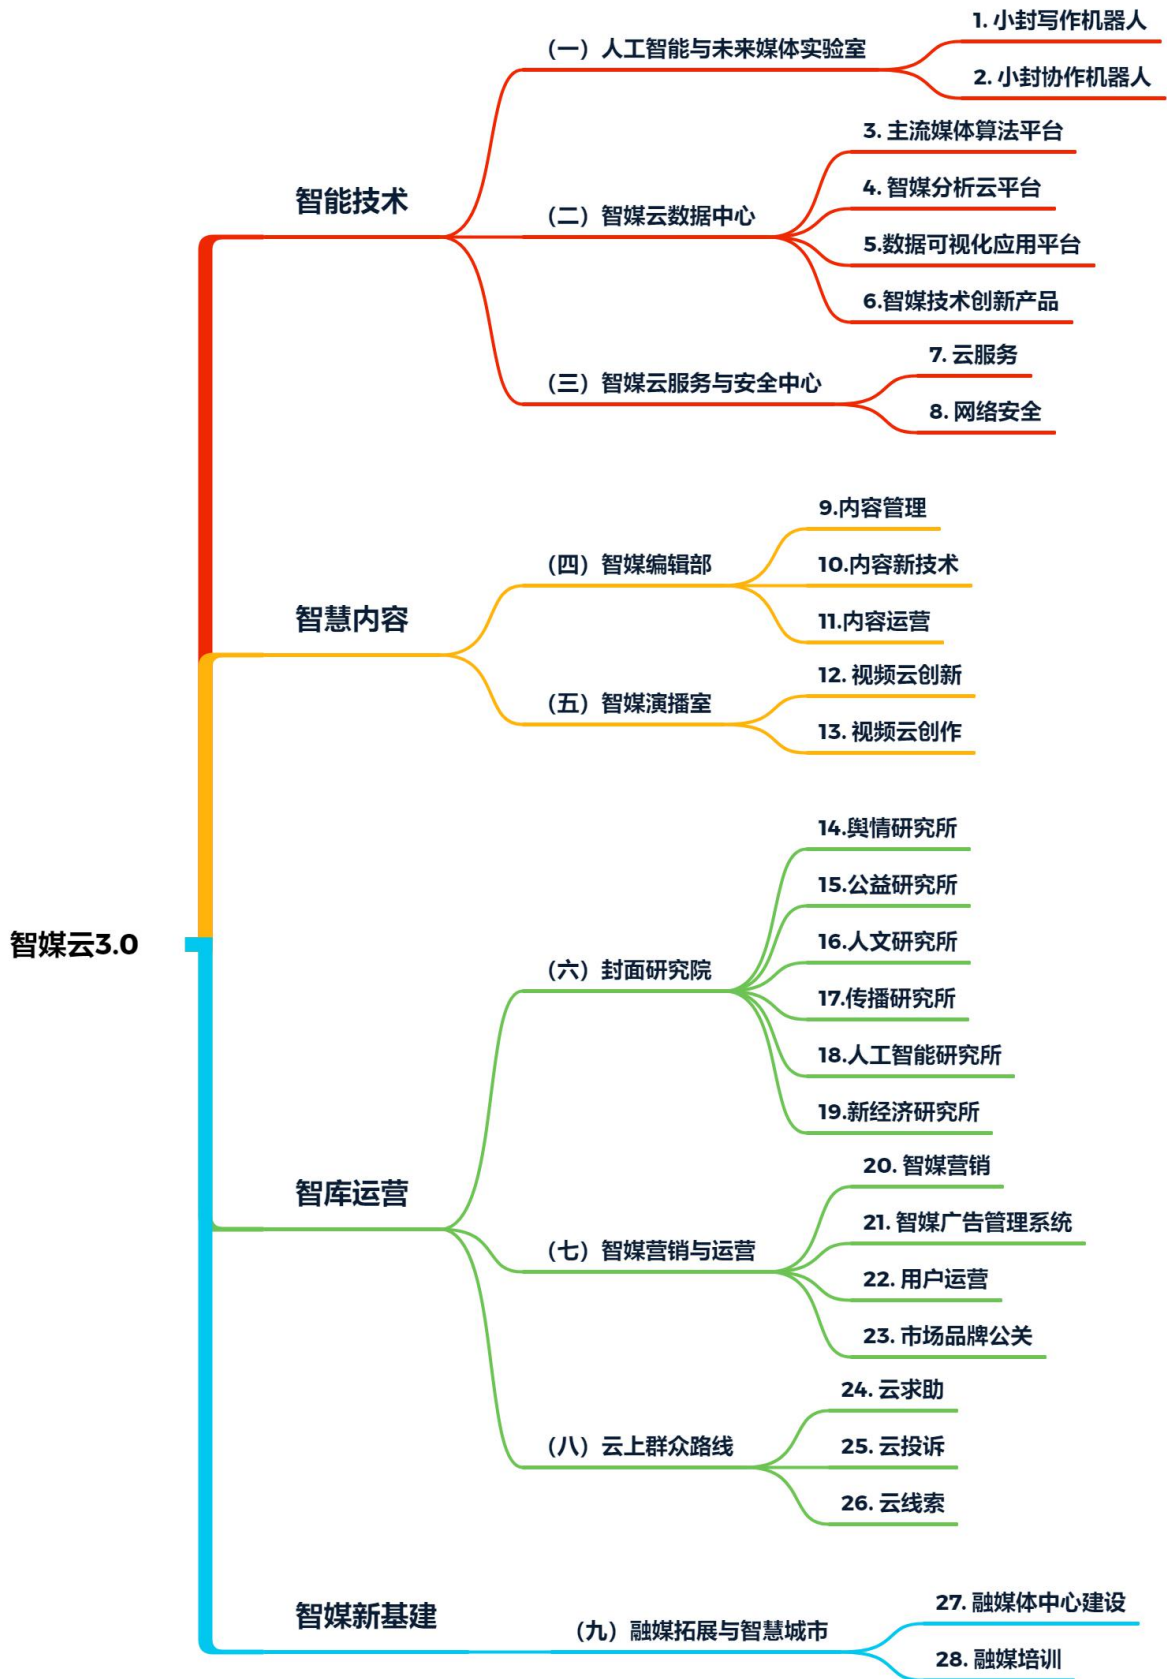 智媒云3.0
智能技术
（一）人工智能与未来媒体实验室
1. 小封写作机器人
2. 小封协作机器人
（二）智媒云数据中心
3. 主流媒体算法平台
4. 智媒分析云平台
5.数据可视化应用平台
6.智媒技术创新产品
（三）智媒云服务与安全中心
7. 云服务
8. 网络安全
智慧内容
（四）智媒编辑部
9.内容管理
10.内容新技术
11.内容运营
（五）智媒演播室
12. 视频云创新
13. 视频云创作
智库运营
（六）封面研究院
14.舆情研究所
15.公益研究所
16.人文研究所
17.传播研究所
18.人工智能研究所
19.新经济研究所
（七）智媒营销与运营
20. 智媒营销
21. 智媒广告管理系统
22. 用户运营
23. 市场品牌公关
（八）云上群众路线
24. 云求助
25. 云投诉
26. 云线索
智媒新基建
（九）融媒拓展与智慧城市
27. 融媒体中心建设
28. 融媒培训